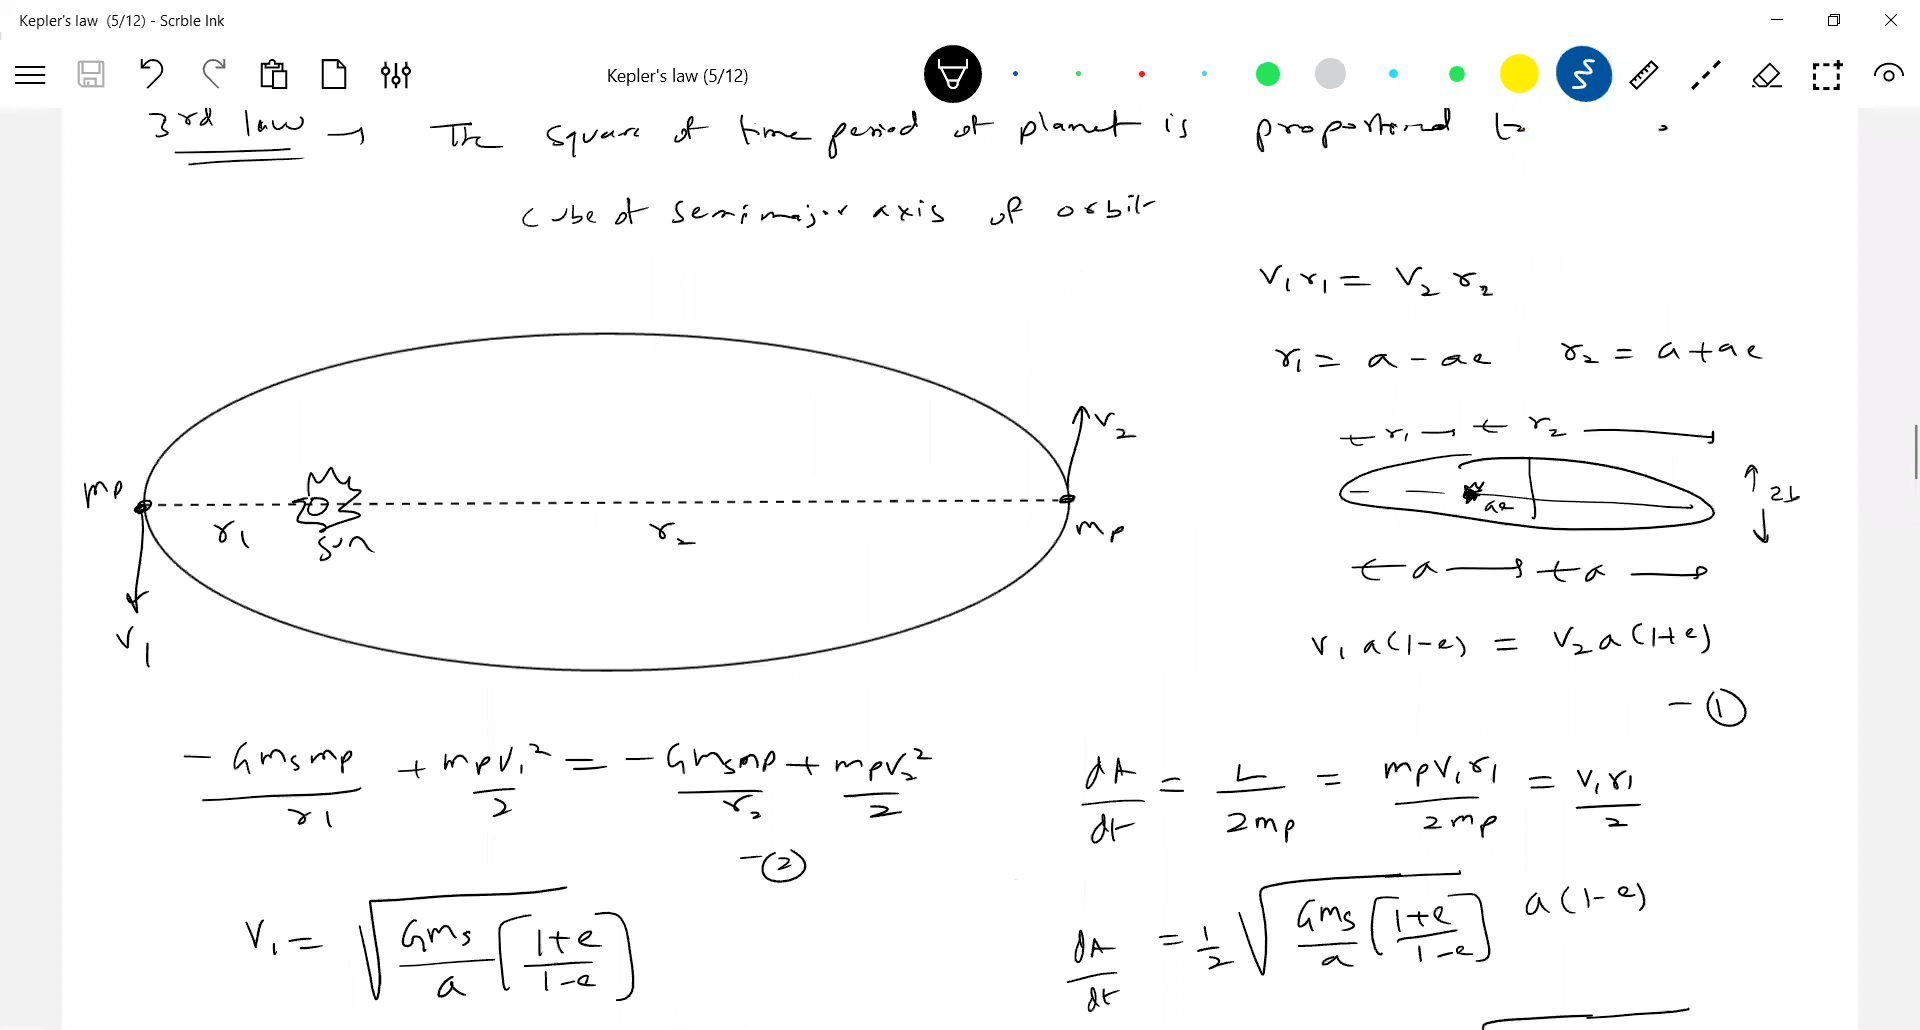 Kepler's law (5/12) - Scrble Ink
Kepler's law (5/12)
3rd law → The square of time period of planet is proportional to
cube of semi major axis of orbit
v₁r₁ = v₂r₂
r₁ = a - ae   r₂ = a + ae
v₂
r₁   r₂
mp
r₁
sun
r₂
mp
ae
2b
a   a
v₁
v₁ a(1-e) = v₂ a(1+e)
- ①
- Gmsmp/r₁ + mpv₁²/2 = - Gmsmp/r₂ + mpv₂²/2
- ②
dA/dt = L/2mp = mpv₁r₁/2mp = v₁r₁/2
v₁ = √(Gms/a [1+e/1-e])
dA/dt = 1/2 √(Gms/a [1+e/1-e]) a(1-e)